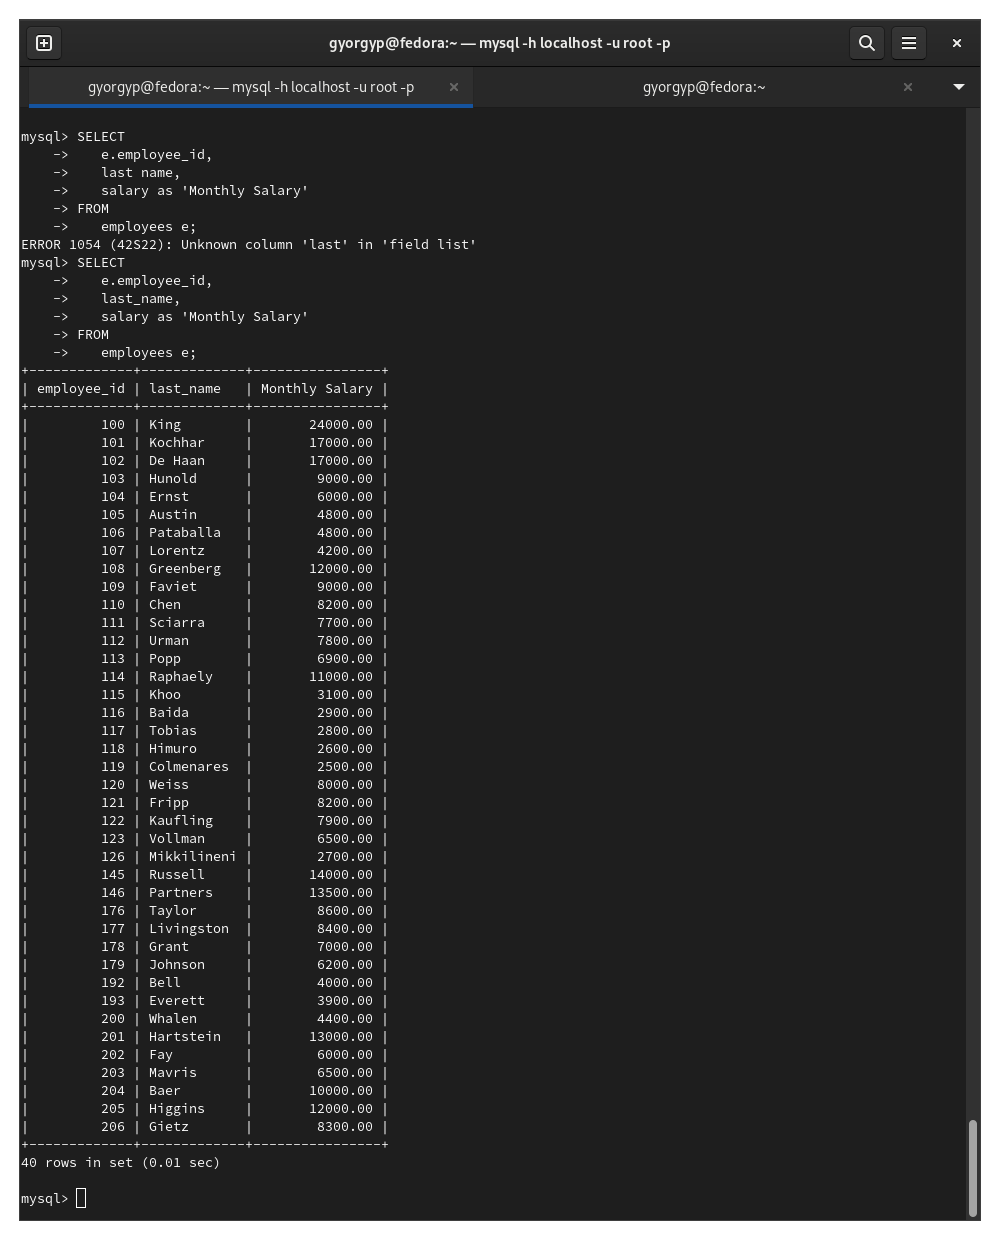 gyorgyp@fedora:~ — mysql -h localhost -u root -p
gyorgyp@fedora:~ — mysql -h localhost -u root -p
gyorgyp@fedora:~
mysql> SELECT
    ->    e.employee_id,
    ->    last name,
    ->    salary as 'Monthly Salary'
    -> FROM
    ->    employees e;
ERROR 1054 (42S22): Unknown column 'last' in 'field list'
mysql> SELECT
    ->    e.employee_id,
    ->    last_name,
    ->    salary as 'Monthly Salary'
    -> FROM
    ->    employees e;
+-------------+-------------+----------------+
| employee_id | last_name   | Monthly Salary |
+-------------+-------------+----------------+
|         100 | King        |       24000.00 |
|         101 | Kochhar     |       17000.00 |
|         102 | De Haan     |       17000.00 |
|         103 | Hunold      |        9000.00 |
|         104 | Ernst       |        6000.00 |
|         105 | Austin      |        4800.00 |
|         106 | Pataballa   |        4800.00 |
|         107 | Lorentz     |        4200.00 |
|         108 | Greenberg   |       12000.00 |
|         109 | Faviet      |        9000.00 |
|         110 | Chen        |        8200.00 |
|         111 | Sciarra     |        7700.00 |
|         112 | Urman       |        7800.00 |
|         113 | Popp        |        6900.00 |
|         114 | Raphaely    |       11000.00 |
|         115 | Khoo        |        3100.00 |
|         116 | Baida       |        2900.00 |
|         117 | Tobias      |        2800.00 |
|         118 | Himuro      |        2600.00 |
|         119 | Colmenares  |        2500.00 |
|         120 | Weiss       |        8000.00 |
|         121 | Fripp       |        8200.00 |
|         122 | Kaufling    |        7900.00 |
|         123 | Vollman     |        6500.00 |
|         126 | Mikkilineni |        2700.00 |
|         145 | Russell     |       14000.00 |
|         146 | Partners    |       13500.00 |
|         176 | Taylor      |        8600.00 |
|         177 | Livingston  |        8400.00 |
|         178 | Grant       |        7000.00 |
|         179 | Johnson     |        6200.00 |
|         192 | Bell        |        4000.00 |
|         193 | Everett     |        3900.00 |
|         200 | Whalen      |        4400.00 |
|         201 | Hartstein   |       13000.00 |
|         202 | Fay         |        6000.00 |
|         203 | Mavris      |        6500.00 |
|         204 | Baer        |       10000.00 |
|         205 | Higgins     |       12000.00 |
|         206 | Gietz       |        8300.00 |
+-------------+-------------+----------------+
40 rows in set (0.01 sec)
mysql>